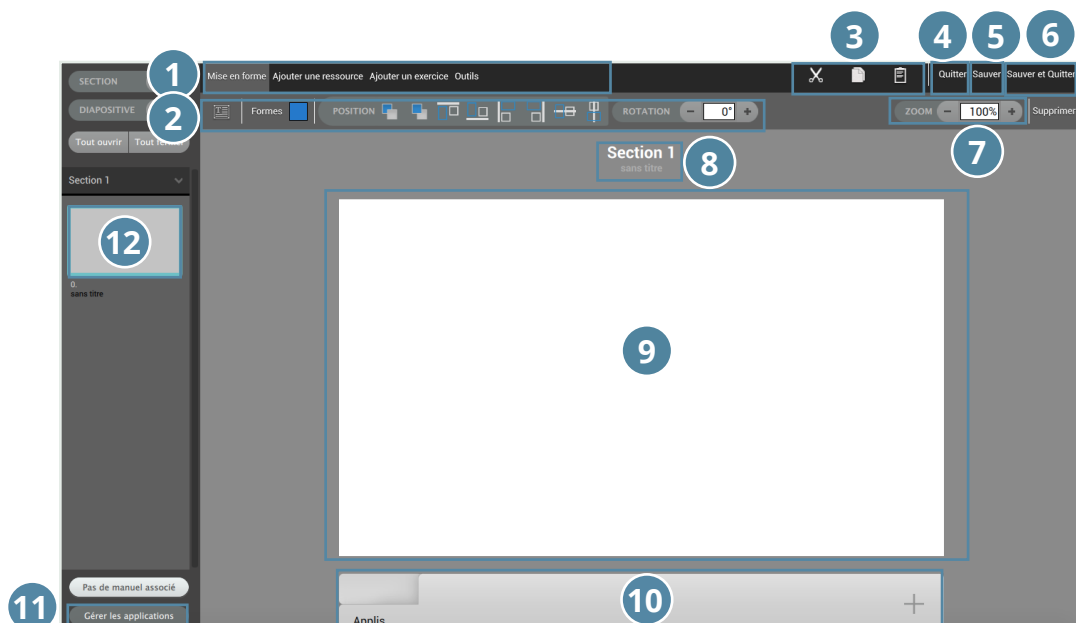 3
4
5
6
SECTION
1
Mise en forme Ajouter une ressource Ajouter un exercice Outils
Quitter Sauver Sauver et Quitter
DIAPOSITIVE
2
Formes POSITION ROTATION − 0° +
ZOOM − 100% + Supprimer
Tout ouvrir Tout
7
Section 1
sans titre
8
Section 1
12
0.
sans titre
9
Pas de manuel associé
10
11
Gérer les applications
Applis